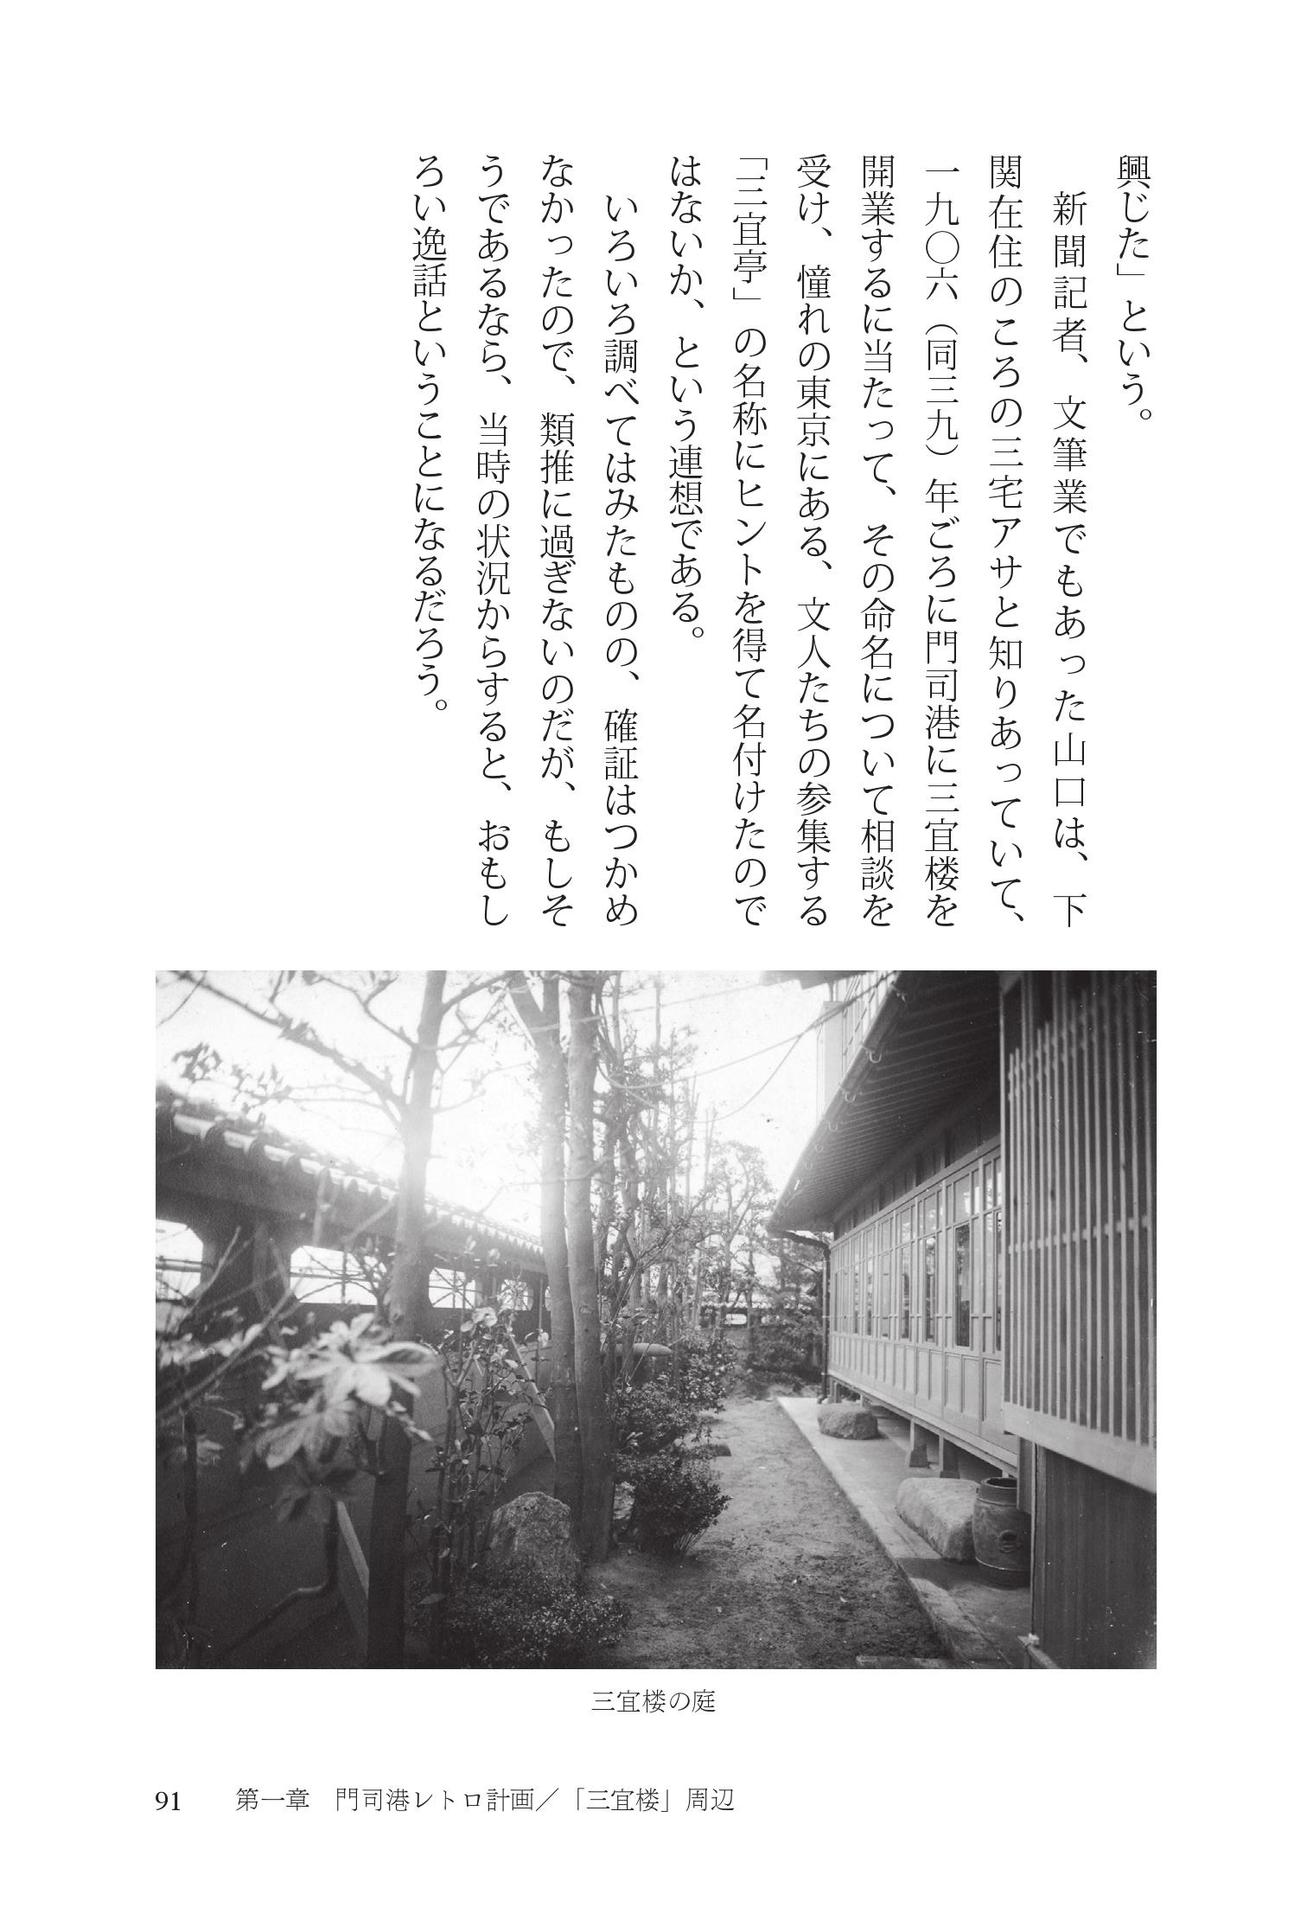 興じた」という。
　新聞記者、文筆業でもあった山口は、下
関在住のころの三宅アサと知りあっていて、
一九〇六（同三九）年ごろに門司港に三宜楼を
開業するに当たって、その命名について相談を
受け、憧れの東京にある、文人たちの参集する
「三宜亭」の名称にヒントを得て名付けたので
はないか、という連想である。
　いろいろ調べてはみたものの、確証はつかめ
なかったので、類推に過ぎないのだが、もしそ
うであるなら、当時の状況からすると、おもし
ろい逸話ということになるだろう。
三宜楼の庭
91　第一章　門司港レトロ計画／「三宜楼」周辺